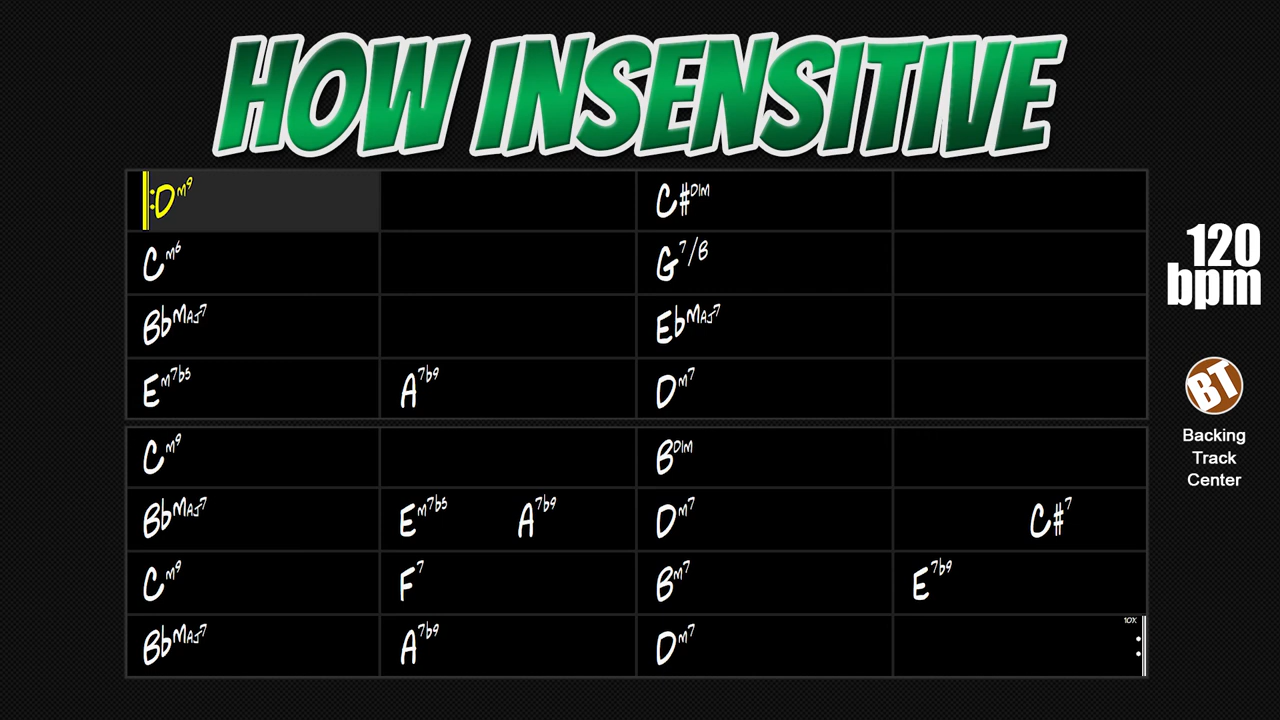 HOW INSENSITIVE
Dm9 C#DIM
Cm6 G7/B
BbMAJ7 EbMAJ7
Em7b5 A7b9 Dm7
Cm9 BDIM
BbMAJ7 Em7b5 A7b9 Dm7 C#7
Cm9 F7 Bm7 E7b9
BbMAJ7 A7b9 Dm7 10X
120
bpm
BT
Backing
Track
Center